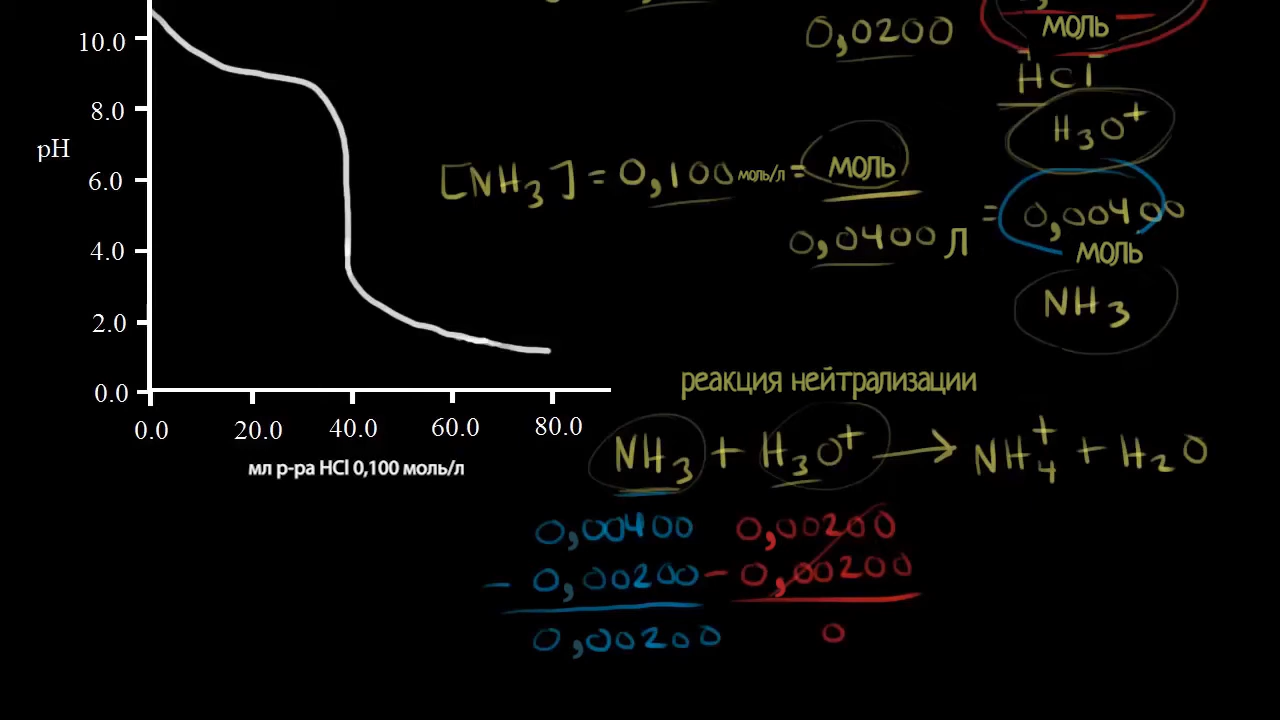 10.0
8.0
pH
6.0
4.0
2.0
0.0
0.0 20.0 40.0 60.0 80.0
мл р-ра HCl 0,100 моль/л
0,0200
моль
HCl
H₃O⁺
[NH₃] = 0,100 моль/л = моль
0,0400 л
= 0,00400
моль
NH₃
реакция нейтрализации
NH₃ + H₃O⁺ → NH₄⁺ + H₂O
0,00400 0,00200
- 0,00200 - 0,00200
0,00200 0